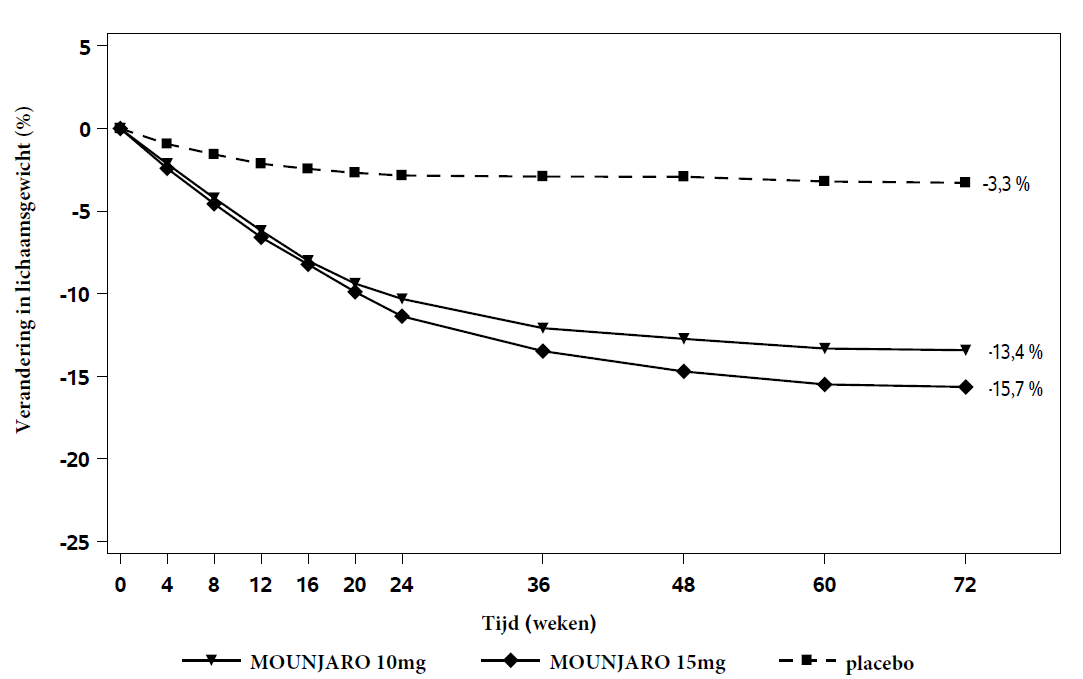 Verandering in lichaamsgewicht (%)
5
0
-5
-10
-15
-20
-25
-3,3 %
-13,4 %
-15,7 %
0 4 8 12 16 20 24 36 48 60 72
Tijd (weken)
MOUNJARO 10mg MOUNJARO 15mg placebo